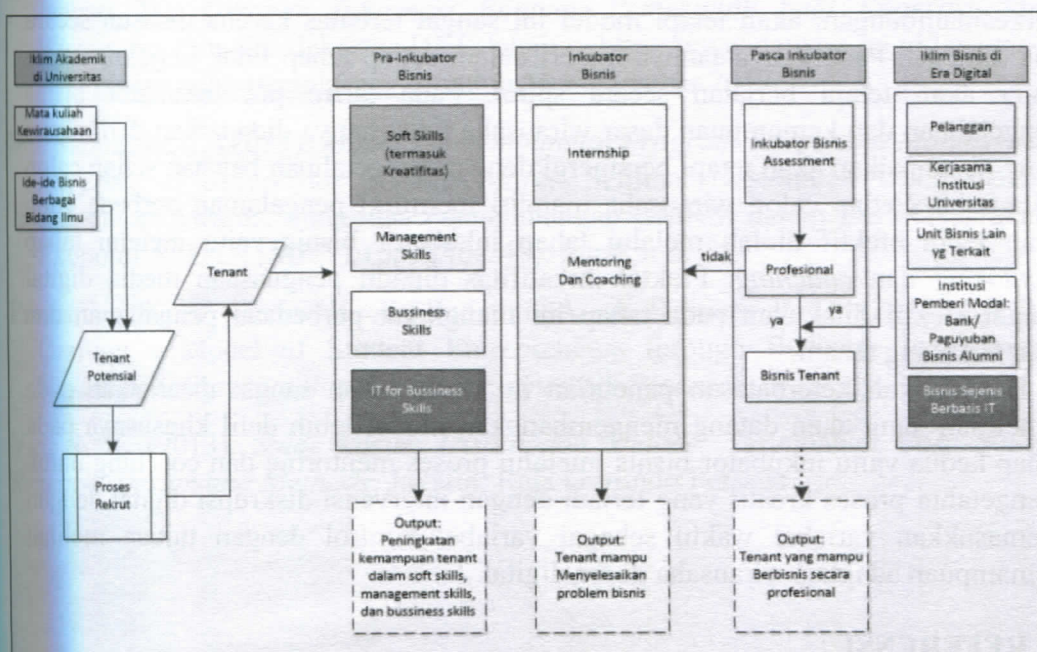 Iklim Akademik
di Universitas
Mata kuliah
Kewirausahaan
Ide-ide Bisnis
Berbagai
Bidang Ilmu
Tenant
Potensial
Proses
Rekrut
Tenant
Pra-Inkubator
Bisnis
Soft Skills
(termasuk
Kreatifitas)
Management
Skills
Bussiness
Skills
IT for Bussiness
Skills
Output:
Peningkatan
kemampuan tenant
dalam soft skills,
management skills,
dan bussiness skills
Inkubator
Bisnis
Internship
Mentoring
Dan Coaching
Output
Tenant mampu
Menyelesaikan
problem bisnis
Pasca Inkubator
Bisnis
Inkubator Bisnis
Assessment
tidak
Profesional
ya
ya
Bisnis Tenant
Output:
Tenant yang mampu
Berbisnis secara
profesional
Iklim Bisnis di
Era Digital
Pelanggan
Kerjasama
Institusi
Universitas
Unit Bisnis Lain
yg Terkait
Institusi
Pemberi Modal:
Bank/
Paguyuban
Bisnis Alumni
Bisnis Sejenis
Berbasis IT